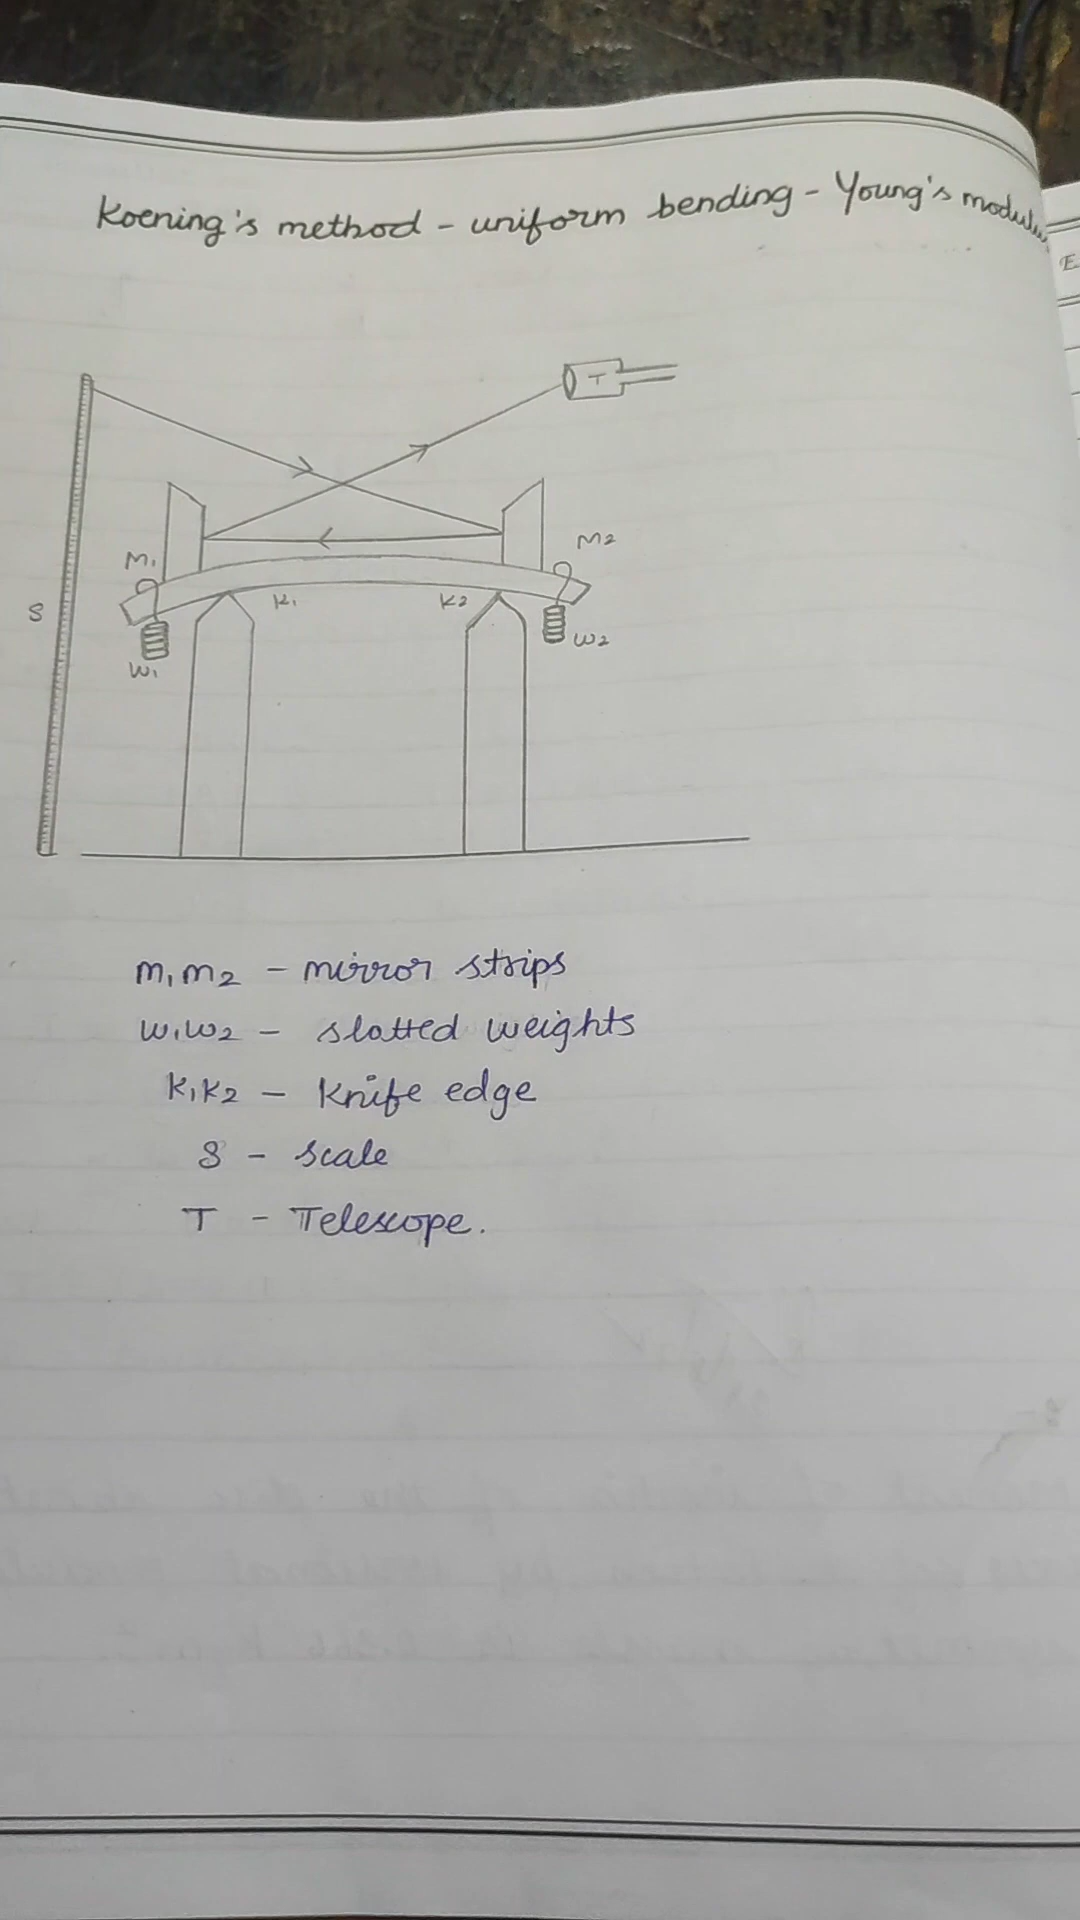 Koening's method - uniform bending - Young's modulus
T
M1
M2
S
K1
K2
W1
W2
M1M2 - mirror strips
W1W2 - slotted weights
K1K2 - Knife edge
S - scale
T - Telescope.
E